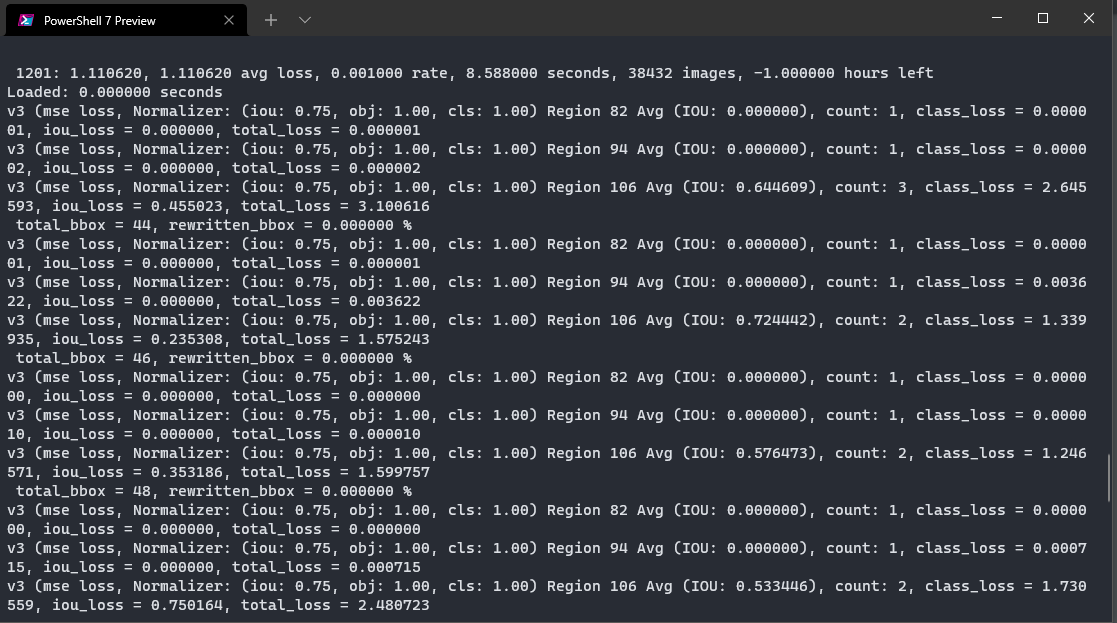 PowerShell 7 Preview
1201: 1.110620, 1.110620 avg loss, 0.001000 rate, 8.588000 seconds, 38432 images, -1.000000 hours left
Loaded: 0.000000 seconds
v3 (mse loss, Normalizer: (iou: 0.75, obj: 1.00, cls: 1.00) Region 82 Avg (IOU: 0.000000), count: 1, class_loss = 0.0000
01, iou_loss = 0.000000, total_loss = 0.000001
v3 (mse loss, Normalizer: (iou: 0.75, obj: 1.00, cls: 1.00) Region 94 Avg (IOU: 0.000000), count: 1, class_loss = 0.0000
02, iou_loss = 0.000000, total_loss = 0.000002
v3 (mse loss, Normalizer: (iou: 0.75, obj: 1.00, cls: 1.00) Region 106 Avg (IOU: 0.644609), count: 3, class_loss = 2.645
593, iou_loss = 0.455023, total_loss = 3.100616
total_bbox = 44, rewritten_bbox = 0.000000 %
v3 (mse loss, Normalizer: (iou: 0.75, obj: 1.00, cls: 1.00) Region 82 Avg (IOU: 0.000000), count: 1, class_loss = 0.0000
01, iou_loss = 0.000000, total_loss = 0.000001
v3 (mse loss, Normalizer: (iou: 0.75, obj: 1.00, cls: 1.00) Region 94 Avg (IOU: 0.000000), count: 1, class_loss = 0.0036
22, iou_loss = 0.000000, total_loss = 0.003622
v3 (mse loss, Normalizer: (iou: 0.75, obj: 1.00, cls: 1.00) Region 106 Avg (IOU: 0.724442), count: 2, class_loss = 1.339
935, iou_loss = 0.235308, total_loss = 1.575243
total_bbox = 46, rewritten_bbox = 0.000000 %
v3 (mse loss, Normalizer: (iou: 0.75, obj: 1.00, cls: 1.00) Region 82 Avg (IOU: 0.000000), count: 1, class_loss = 0.0000
00, iou_loss = 0.000000, total_loss = 0.000000
v3 (mse loss, Normalizer: (iou: 0.75, obj: 1.00, cls: 1.00) Region 94 Avg (IOU: 0.000000), count: 1, class_loss = 0.0000
10, iou_loss = 0.000000, total_loss = 0.000010
v3 (mse loss, Normalizer: (iou: 0.75, obj: 1.00, cls: 1.00) Region 106 Avg (IOU: 0.576473), count: 2, class_loss = 1.246
571, iou_loss = 0.353186, total_loss = 1.599757
total_bbox = 48, rewritten_bbox = 0.000000 %
v3 (mse loss, Normalizer: (iou: 0.75, obj: 1.00, cls: 1.00) Region 82 Avg (IOU: 0.000000), count: 1, class_loss = 0.0000
00, iou_loss = 0.000000, total_loss = 0.000000
v3 (mse loss, Normalizer: (iou: 0.75, obj: 1.00, cls: 1.00) Region 94 Avg (IOU: 0.000000), count: 1, class_loss = 0.0007
15, iou_loss = 0.000000, total_loss = 0.000715
v3 (mse loss, Normalizer: (iou: 0.75, obj: 1.00, cls: 1.00) Region 106 Avg (IOU: 0.533446), count: 2, class_loss = 1.730
559, iou_loss = 0.750164, total_loss = 2.480723